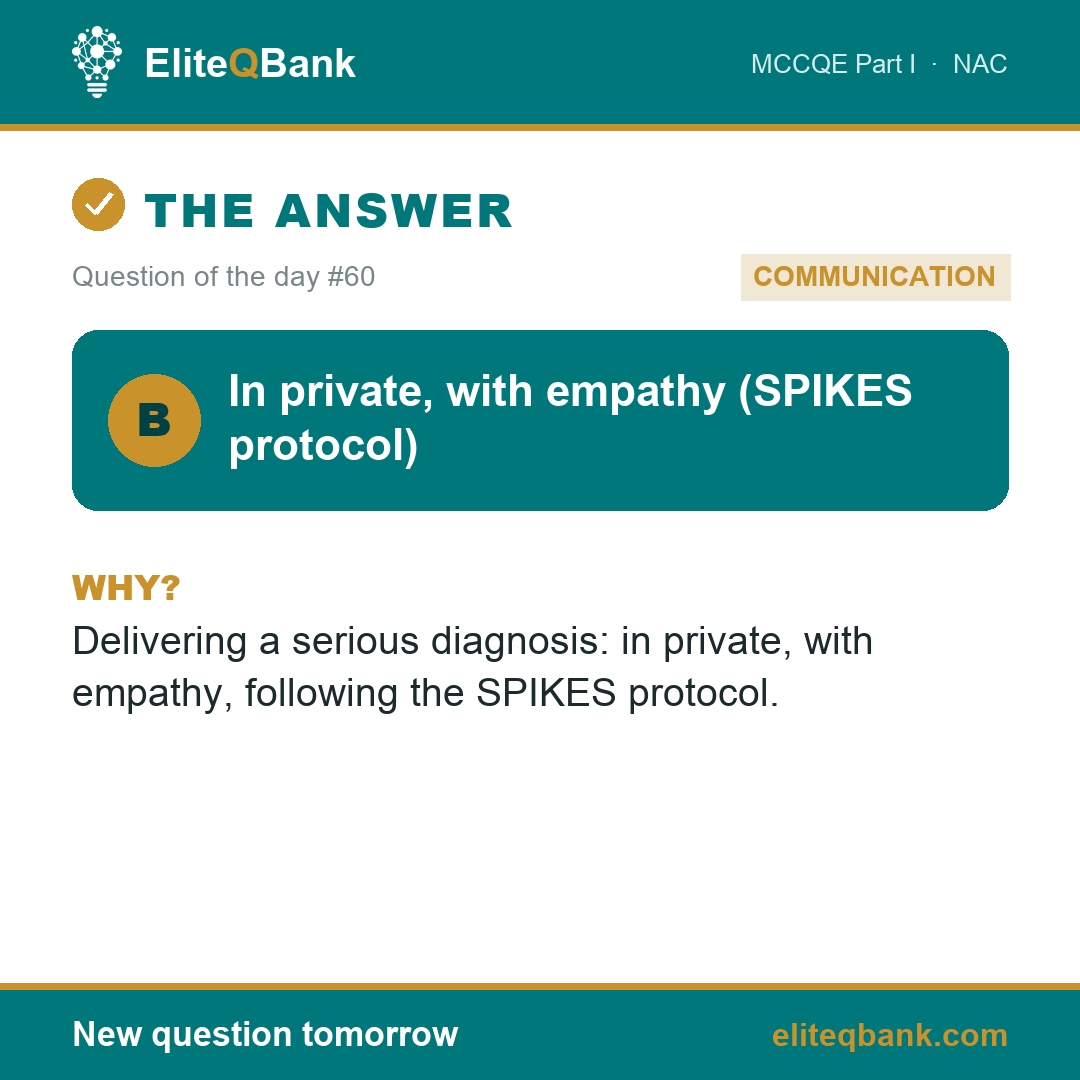 EliteQBank
MCCQE Part I · NAC
THE ANSWER
Question of the day #60
COMMUNICATION
B
In private, with empathy (SPIKES
protocol)
WHY?
Delivering a serious diagnosis: in private, with
empathy, following the SPIKES protocol.
New question tomorrow
eliteqbank.com